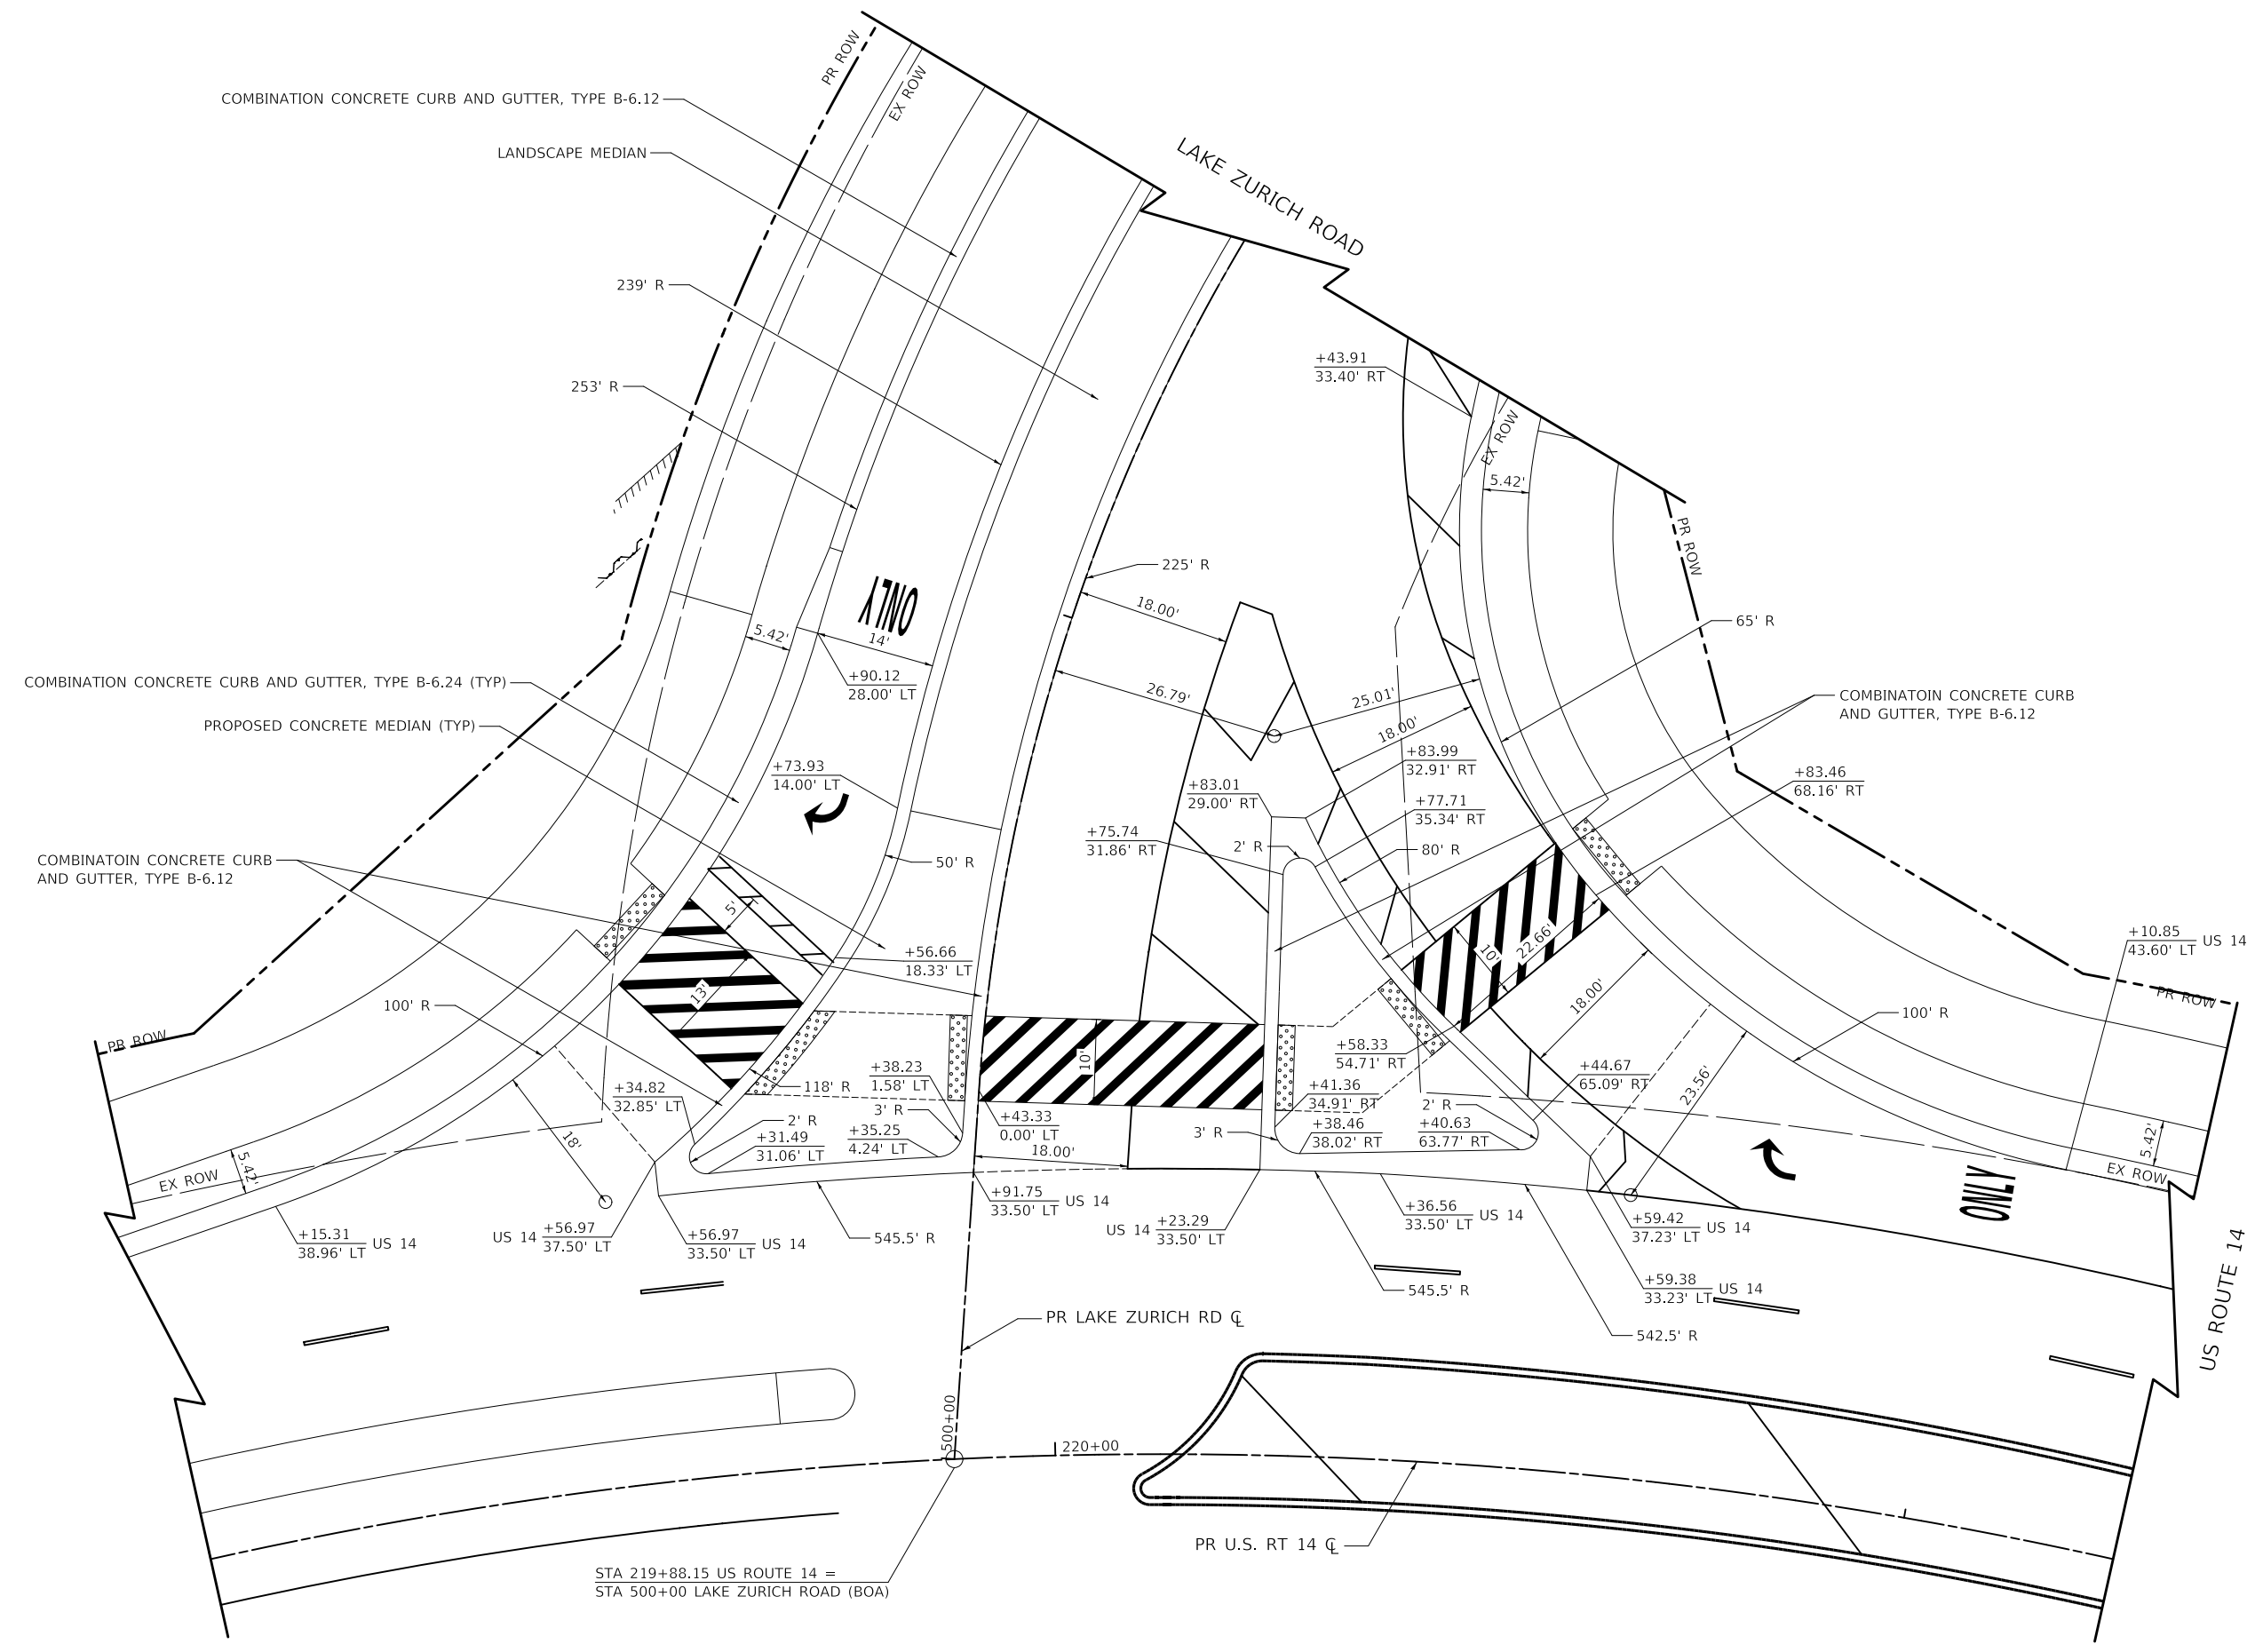 PR ROW
EX ROW
COMBINATION CONCRETE CURB AND GUTTER, TYPE B-6.12
LANDSCAPE MEDIAN
LAKE ZURICH ROAD
239' R
253' R
+43.91
33.40' RT
EX ROW
5.42'
PR ROW
225' R
18.00'
ONLY
5.42'
14'
65' R
+90.12
28.00' LT
26.79'
25.01'
18.00'
COMBINATION CONCRETE CURB AND GUTTER, TYPE B-6.24 (TYP)
PROPOSED CONCRETE MEDIAN (TYP)
COMBINATOIN CONCRETE CURB
AND GUTTER, TYPE B-6.12
+73.93
14.00' LT
+83.99
32.91' RT
+83.01
29.00' RT
+83.46
68.16' RT
+77.71
35.34' RT
+75.74
31.86' RT
2' R
80' R
50' R
COMBINATOIN CONCRETE CURB
AND GUTTER, TYPE B-6.12
5'
13'
+56.66
18.33' LT
10'
22.66'
+10.85
43.60' LT
US 14
PR ROW
18.00'
100' R
100' R
PR ROW
10'
+58.33
54.71' RT
+38.23
1.58' LT
118' R
+34.82
32.85' LT
+44.67
65.09' RT
23.56'
+41.36
34.91' RT
2' R
3' R
+43.33
0.00' LT
3' R
2' R
+31.49
31.06' LT
+35.25
4.24' LT
+38.46
38.02' RT
+40.63
63.77' RT
18'
18.00'
5.42'
5.42'
EX ROW
EX ROW
ONLY
+91.75
33.50' LT
US 14
+36.56
33.50' LT
US 14
US 14
+23.29
33.50' LT
+59.42
37.23' LT
US 14
+15.31
38.96' LT
US 14
US 14
+56.97
37.50' LT
+56.97
33.50' LT
US 14
545.5' R
545.5' R
+59.38
33.23' LT
US 14
US ROUTE 14
PR LAKE ZURICH RD ℄
542.5' R
500+00
220+00
PR U.S. RT 14 ℄
STA 219+88.15 US ROUTE 14 =
STA 500+00 LAKE ZURICH ROAD (BOA)